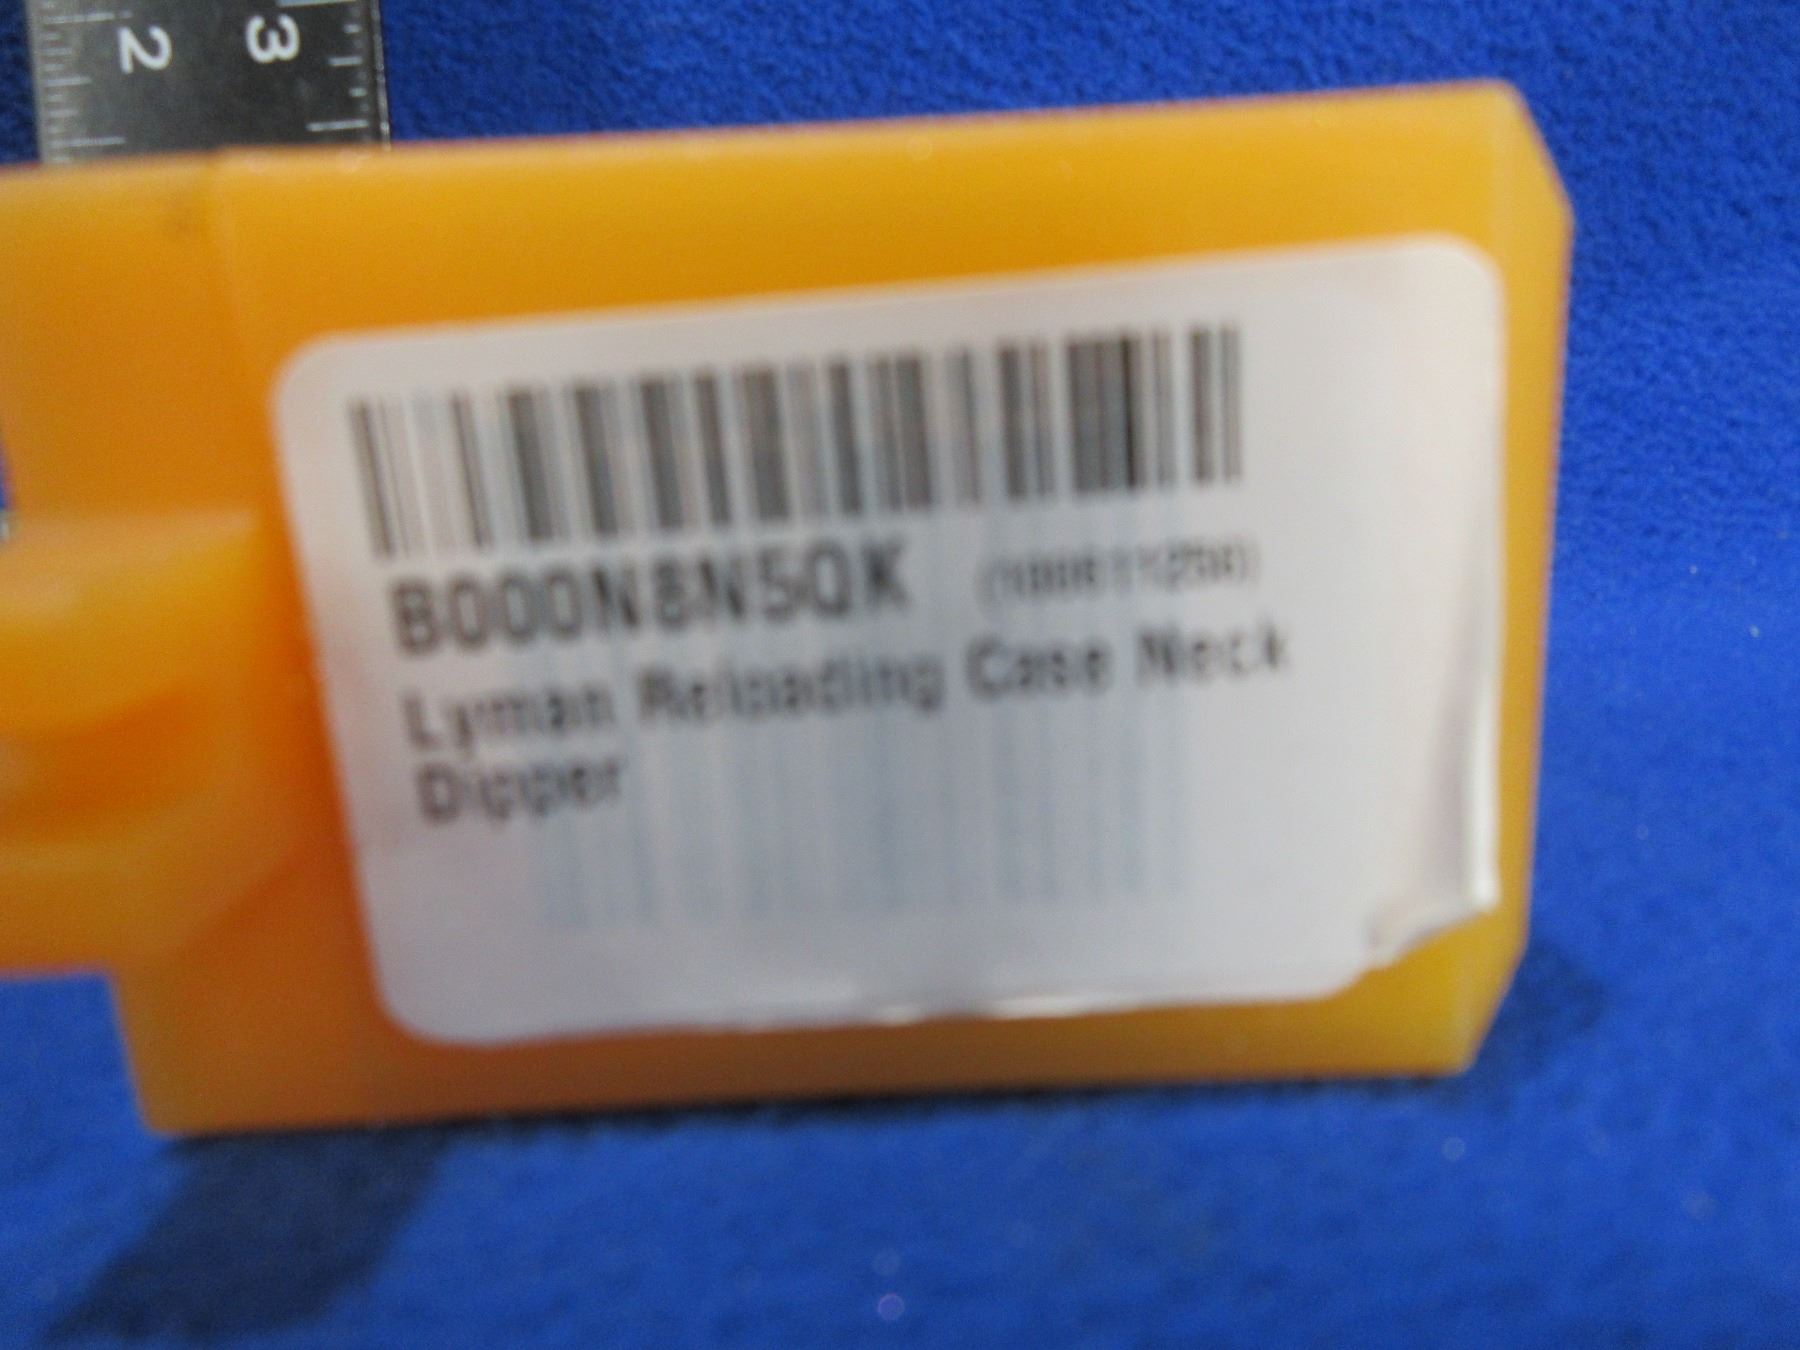 2 3
B000N8N5QK
Lyman Reloading Case Neck
Dipper